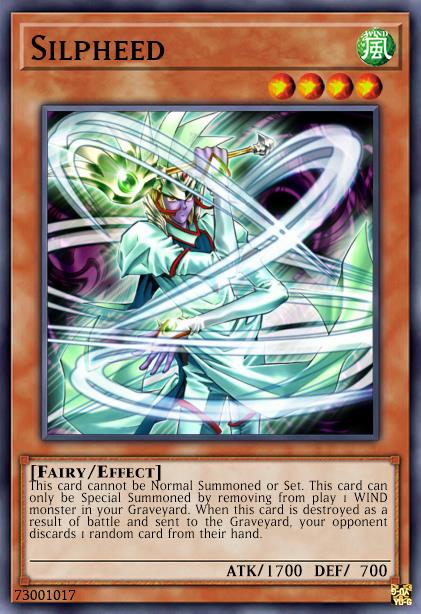 SILPHEED
WIND
風
[FAIRY/EFFECT]
This card cannot be Normal Summoned or Set. This card can
only be Special Summoned by removing from play 1 WIND
monster in your Graveyard. When this card is destroyed as a
result of battle and sent to the Graveyard, your opponent
discards 1 random card from their hand.
ATK/1700 DEF/ 700
73001017